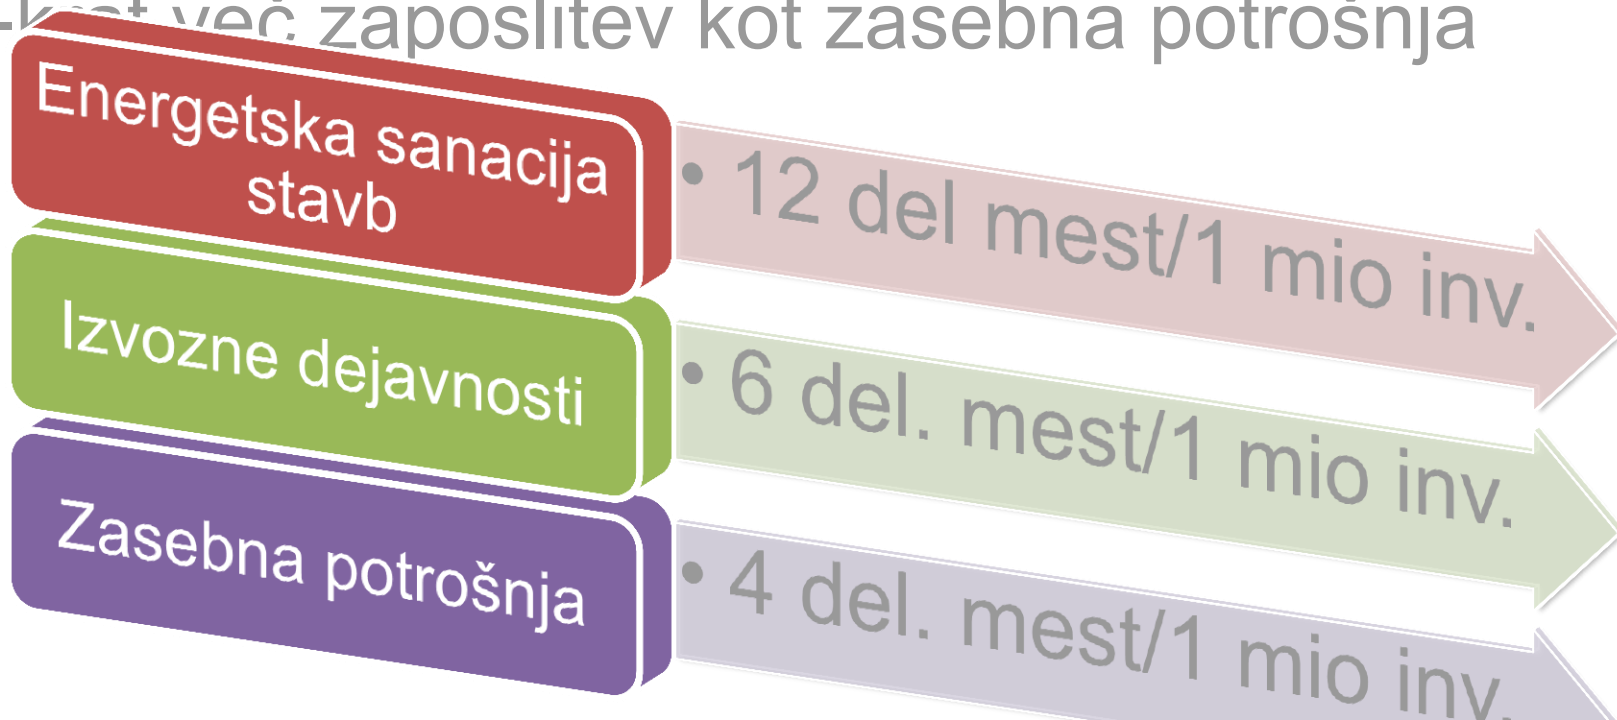 -krat več zaposlitev kot zasebna potrošnja
Energetska sanacija
stavb
• 12 del mest/1 mio inv.
Izvozne dejavnosti
• 6 del. mest/1 mio inv.
Zasebna potrošnja
• 4 del. mest/1 mio inv.